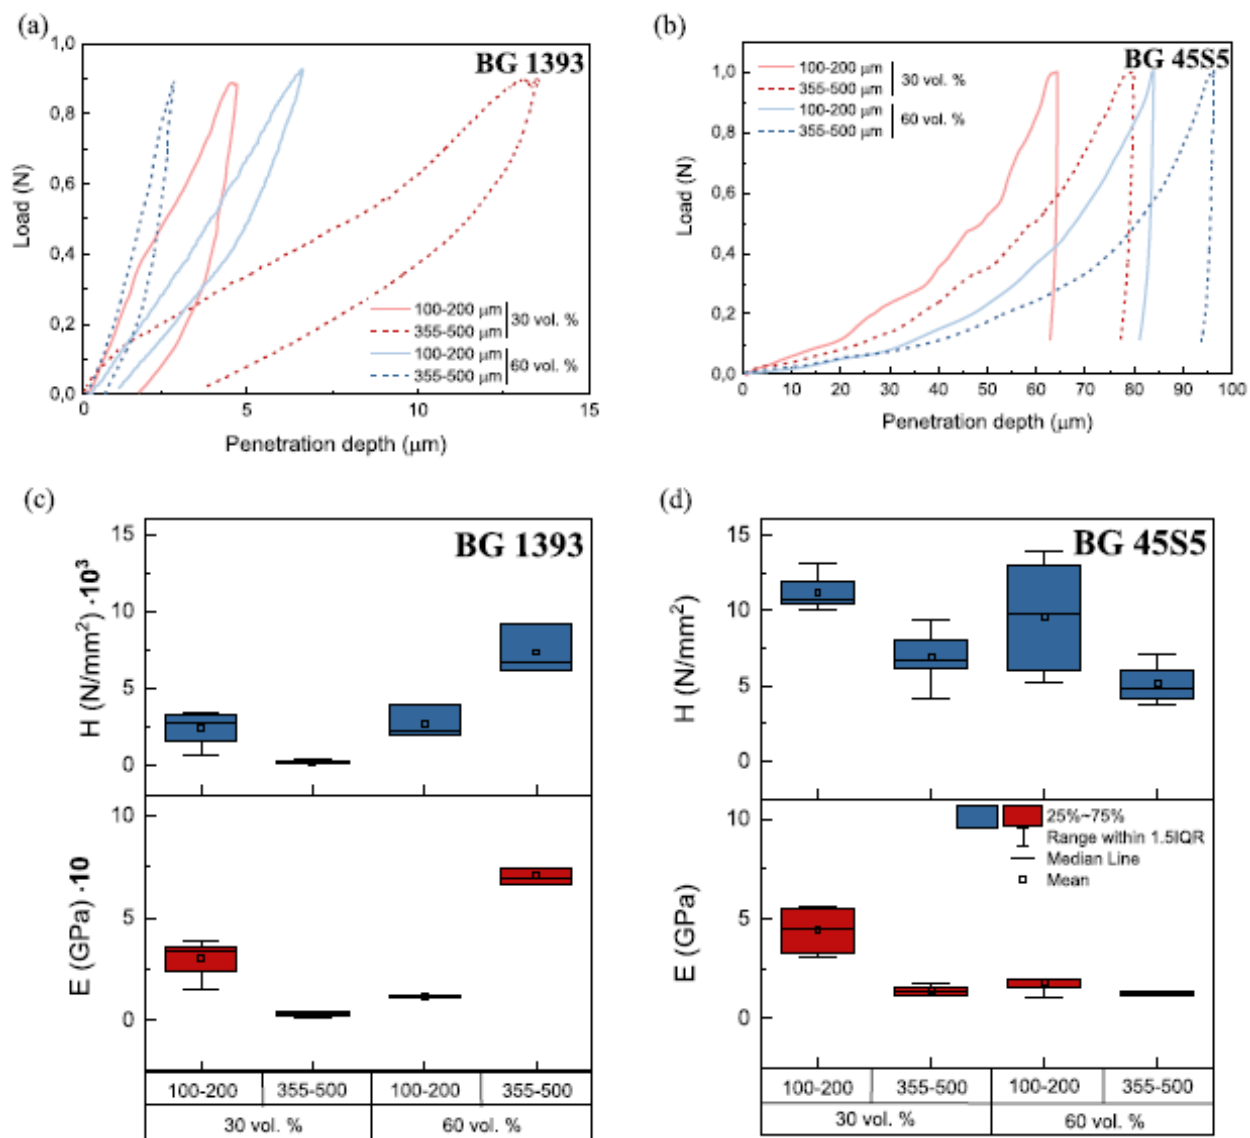 (a)
BG 1393
1,0
0,8
0,6
0,4
0,2
0,0
Load (N)
100-200 μm
355-500 μm
30 vol. %
100-200 μm
355-500 μm
60 vol. %
0
5
10
15
Penetration depth (μm)
(b)
BG 45S5
1,0
0,8
0,6
0,4
0,2
0,0
Load (N)
100-200 μm
355-500 μm
30 vol. %
100-200 μm
355-500 μm
60 vol. %
0
10
20
30
40
50
60
70
80
90
100
Penetration depth (μm)
(c)
BG 1393
15
10
5
0
H (N/mm²) ·10³
10
5
0
E (GPa) ·10
100-200
355-500
100-200
355-500
30 vol. %
60 vol. %
(d)
BG 45S5
15
10
5
0
H (N/mm²)
10
5
0
E (GPa)
25%~75%
Range within 1.5IQR
Median Line
Mean
100-200
355-500
100-200
355-500
30 vol. %
60 vol. %